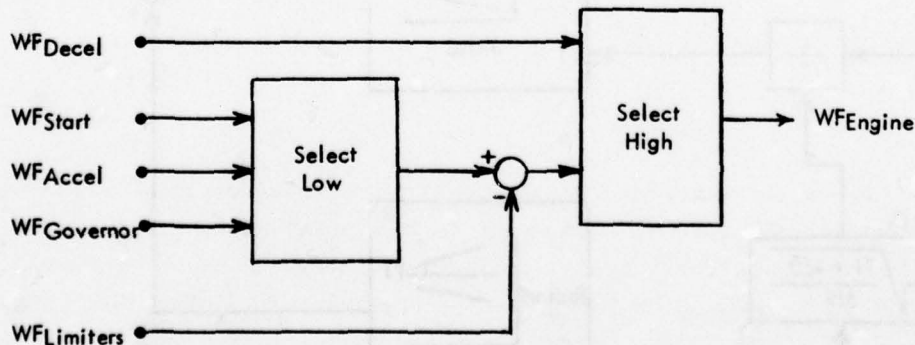 WFDecel
WFStart
WFAccel
WFGovernor
WFLimiters
Select
Low
+
-
Select
High
WFEngine